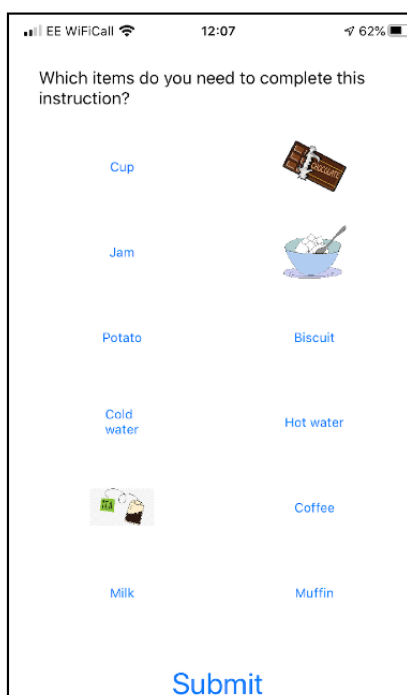 EE WiFiCall 12:07 62%
Which items do you need to complete this
instruction?
Cup
CHOCOLATE
Jam
Potato Biscuit
Cold
water
Hot water
Coffee
Milk Muffin
Submit